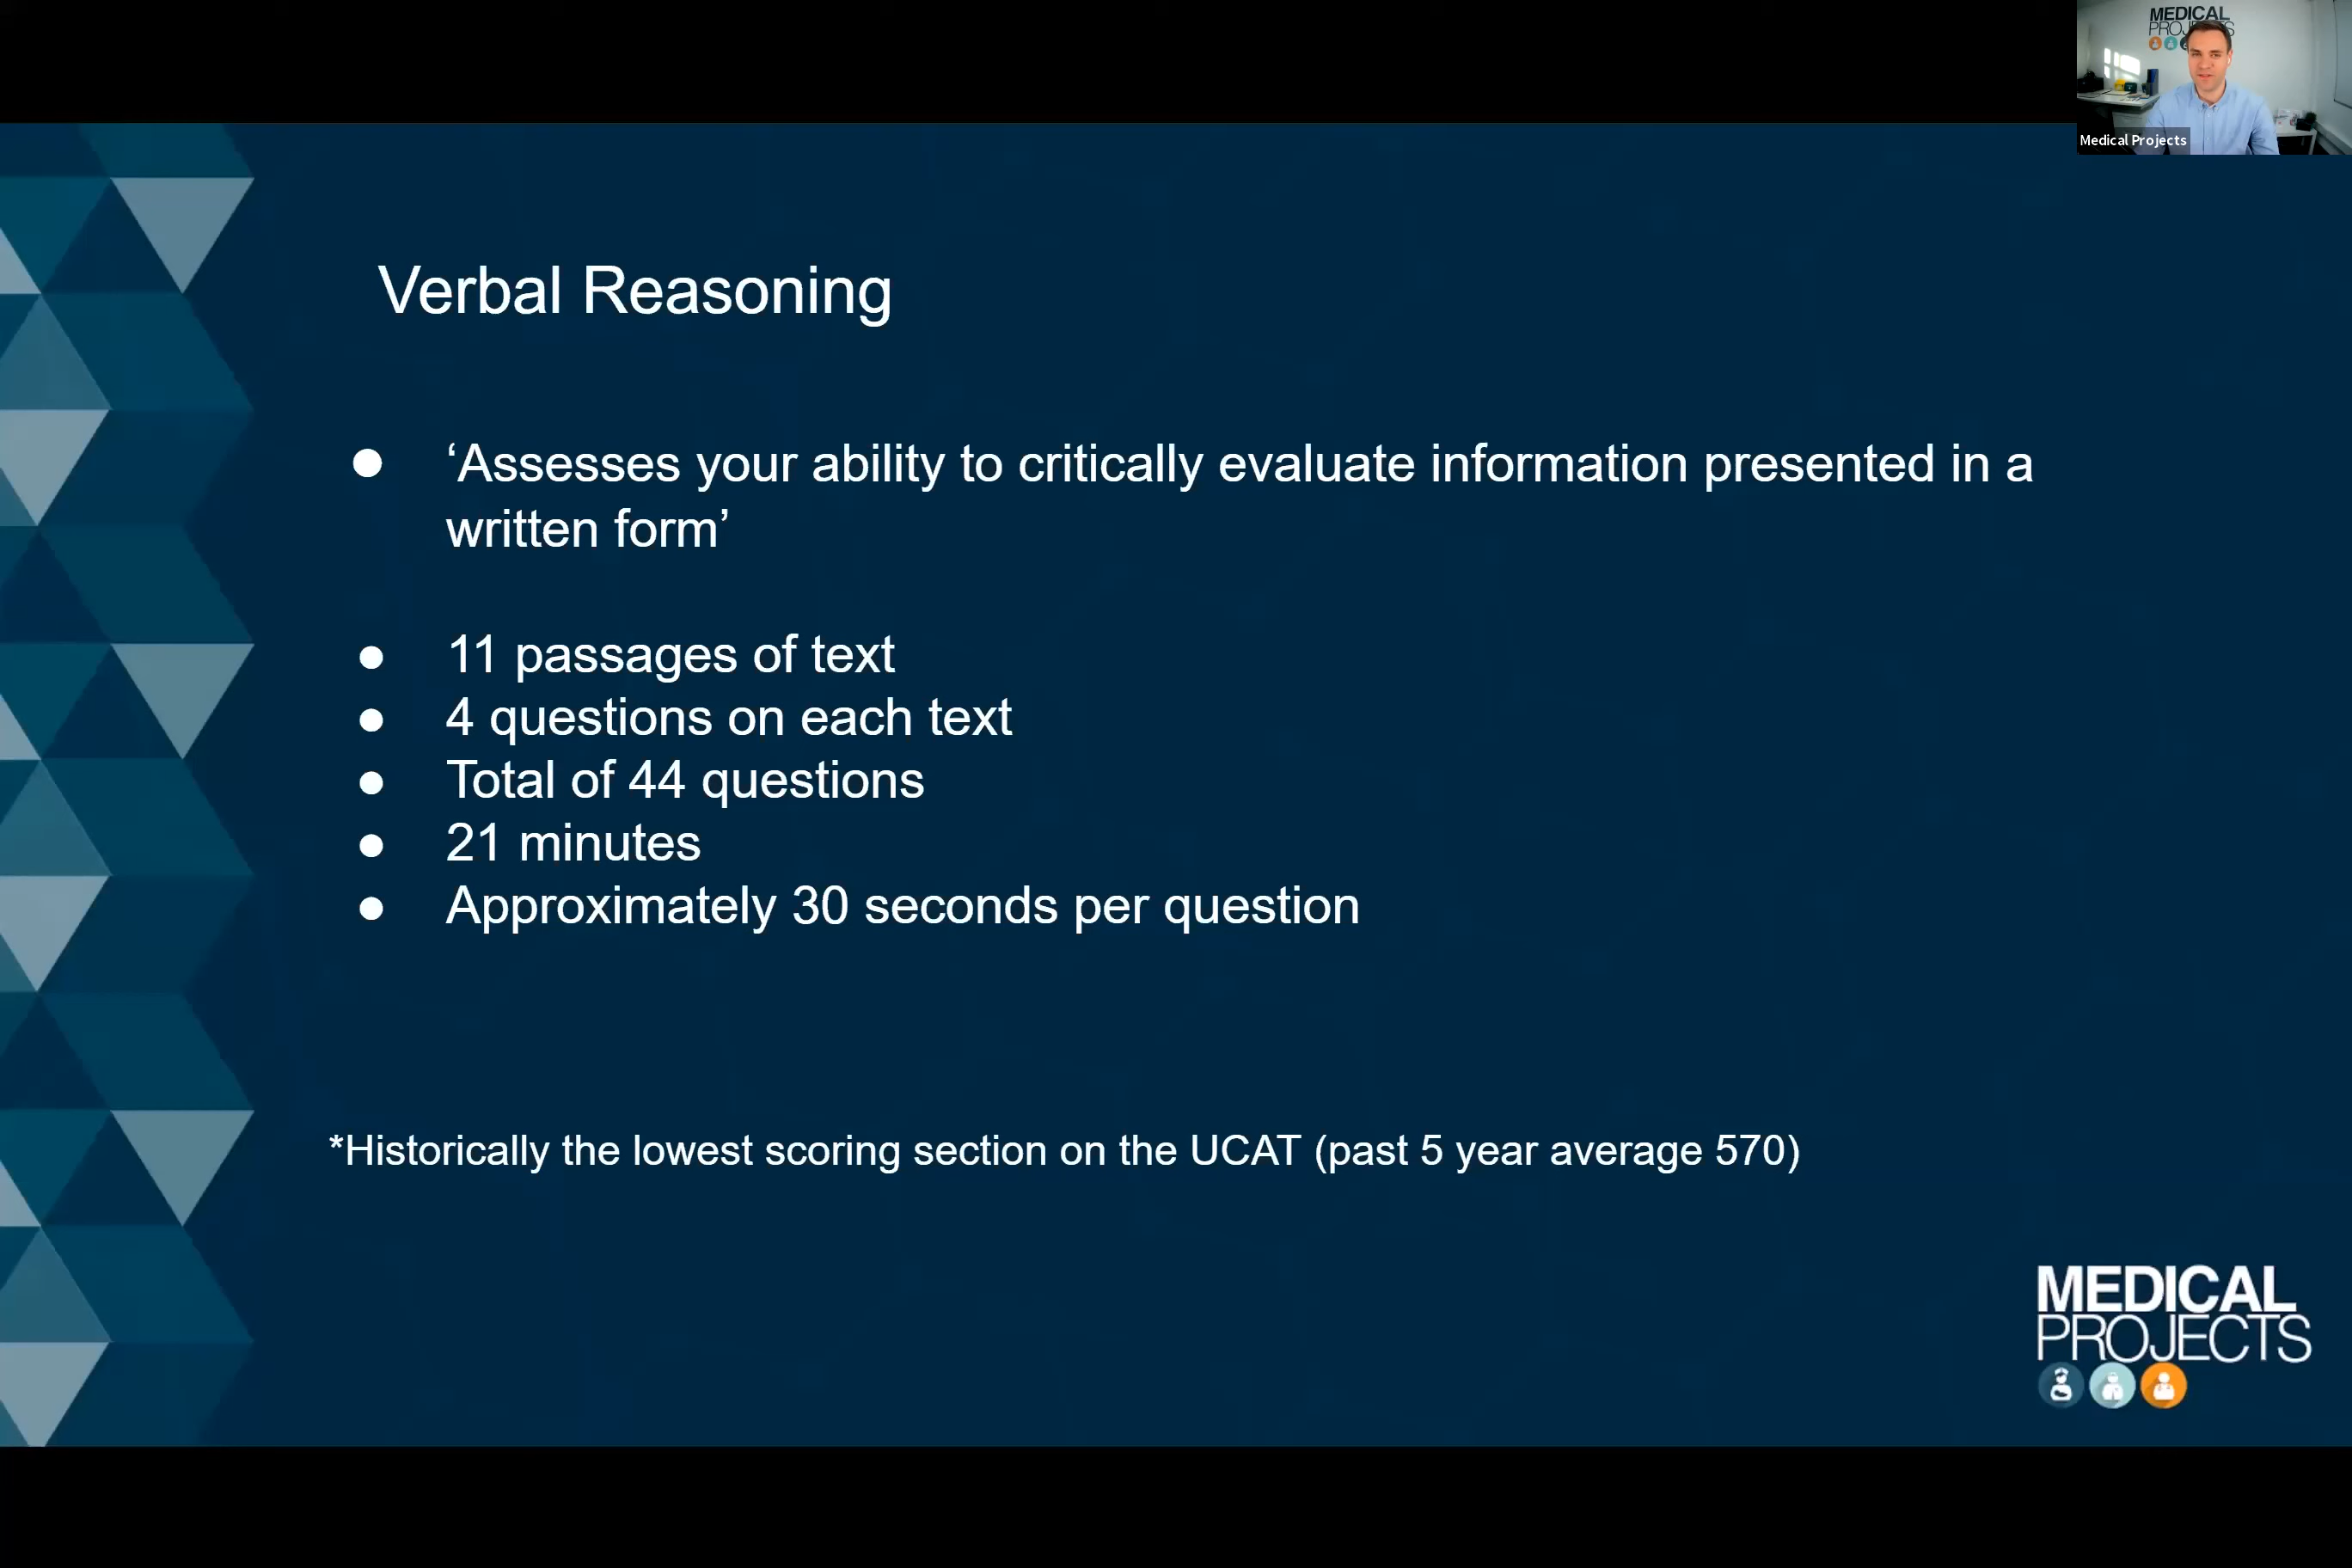 MEDICAL
PROJECTS
Medical Projects
Verbal Reasoning
● ‘Assesses your ability to critically evaluate information presented in a
written form’
● 11 passages of text
● 4 questions on each text
● Total of 44 questions
● 21 minutes
● Approximately 30 seconds per question
*Historically the lowest scoring section on the UCAT (past 5 year average 570)
MEDICAL
PROJECTS